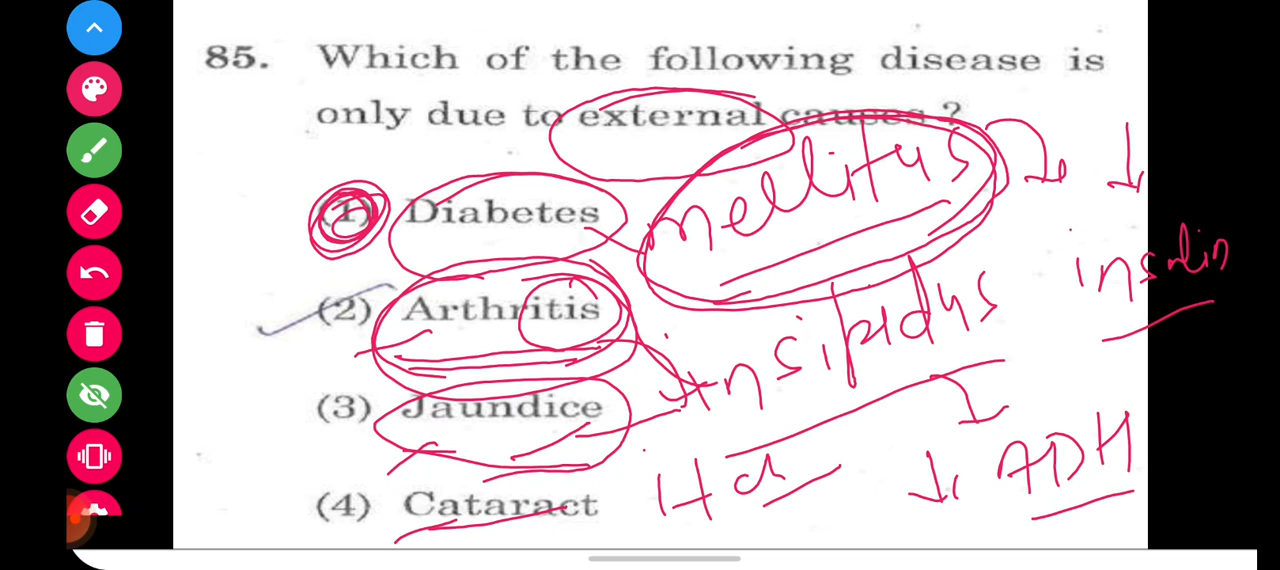 85. Which of the following disease is
only due to external causes ?
(1) Diabetes mellitus
insulin
(2) Arthritis
insipidus
(3) Jaundice
ADH
(4) Cataract